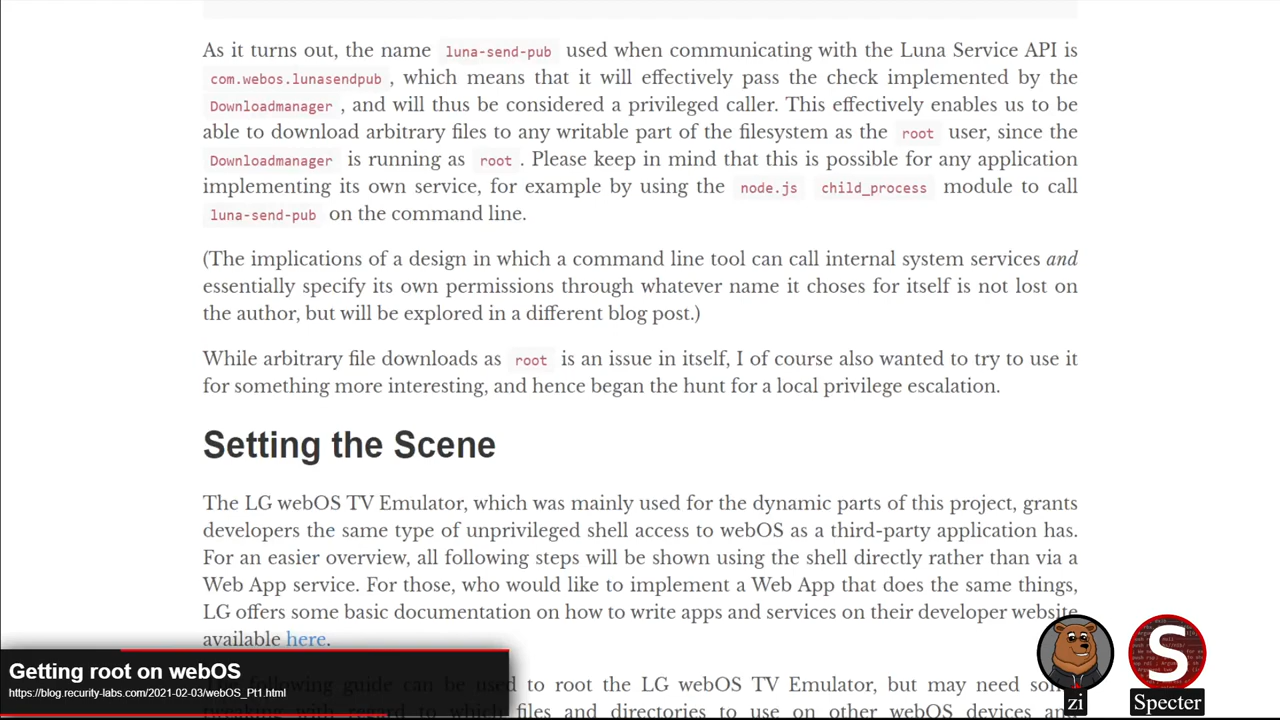 As it turns out, the name luna-send-pub used when communicating with the Luna Service API is
com.webos.lunasendpub , which means that it will effectively pass the check implemented by the
Downloadmanager , and will thus be considered a privileged caller. This effectively enables us to be
able to download arbitrary files to any writable part of the filesystem as the root user, since the
Downloadmanager is running as root . Please keep in mind that this is possible for any application
implementing its own service, for example by using the node.js child_process module to call
luna-send-pub on the command line.
(The implications of a design in which a command line tool can call internal system services and
essentially specify its own permissions through whatever name it choses for itself is not lost on
the author, but will be explored in a different blog post.)
While arbitrary file downloads as root is an issue in itself, I of course also wanted to try to use it
for something more interesting, and hence began the hunt for a local privilege escalation.
Setting the Scene
The LG webOS TV Emulator, which was mainly used for the dynamic parts of this project, grants
developers the same type of unprivileged shell access to webOS as a third-party application has.
For an easier overview, all following steps will be shown using the shell directly rather than via a
Web App service. For those, who would like to implement a Web App that does the same things,
LG offers some basic documentation on how to write apps and services on their developer website
available here.
following guide can be used to root the LG webOS TV Emulator, but may need
tweaking with regard to which files and directories to use on other webOS devices and
Getting root on webOS
https://blog.recurity-labs.com/2021-02-03/webOS_Pt1.html
zi
S
Specter